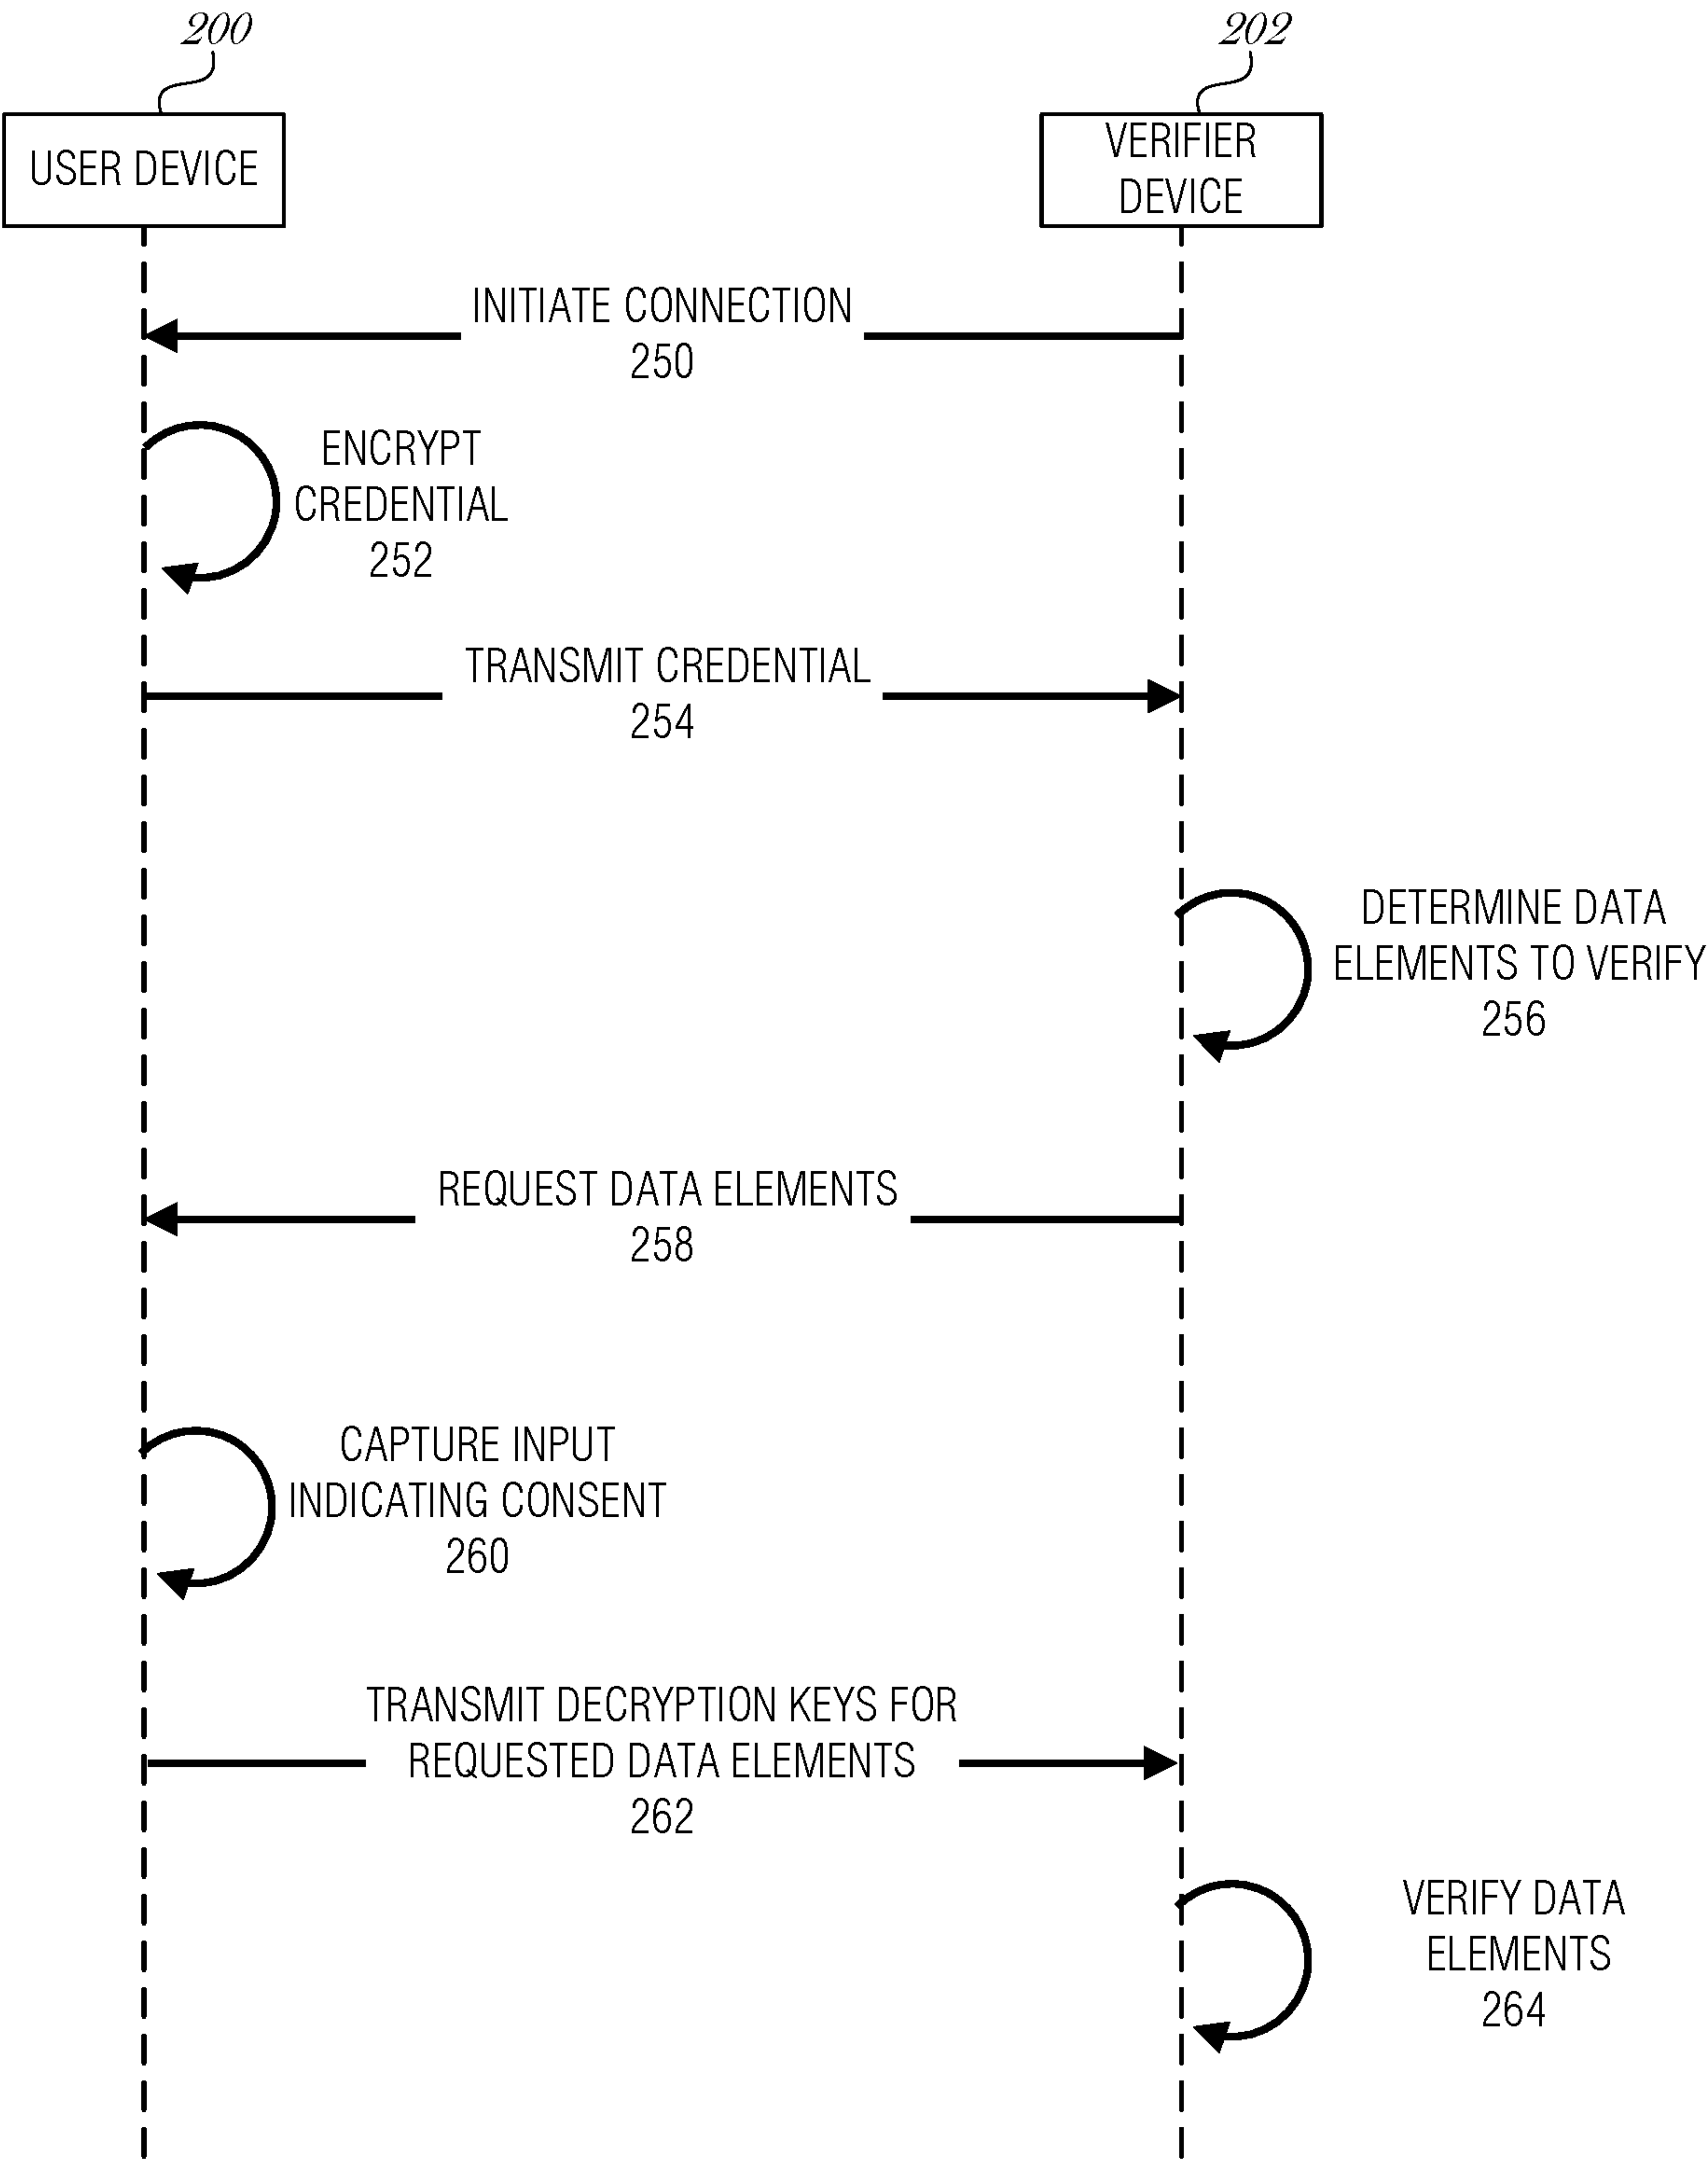 200
202
USER DEVICE
VERIFIER
DEVICE
INITIATE CONNECTION
250
ENCRYPT
CREDENTIAL
252
TRANSMIT CREDENTIAL
254
DETERMINE DATA
ELEMENTS TO VERIFY
256
REQUEST DATA ELEMENTS
258
CAPTURE INPUT
INDICATING CONSENT
260
TRANSMIT DECRYPTION KEYS FOR
REQUESTED DATA ELEMENTS
262
VERIFY DATA
ELEMENTS
264